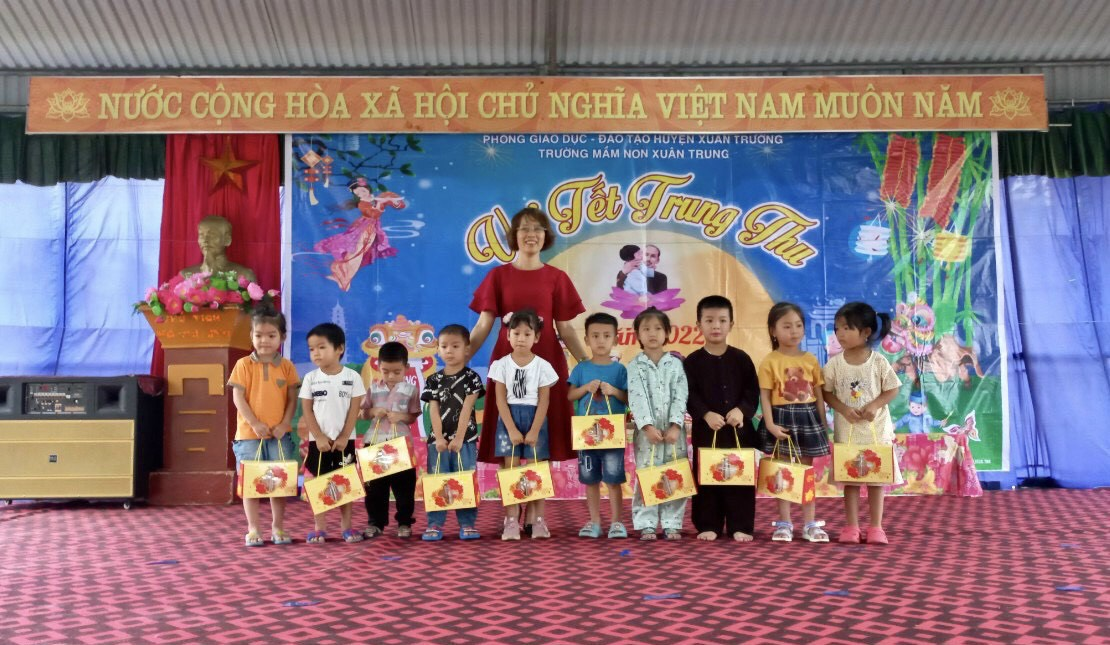 NƯỚC CỘNG HÒA XÃ HỘI CHỦ NGHĨA VIỆT NAM MUÔN NĂM
PHÒNG GIÁO DỤC - ĐÀO TẠO HUYỆN XUÂN TRƯỜNG
TRƯỜNG MẦM NON XUÂN TRUNG
Tết Trung Thu
2022